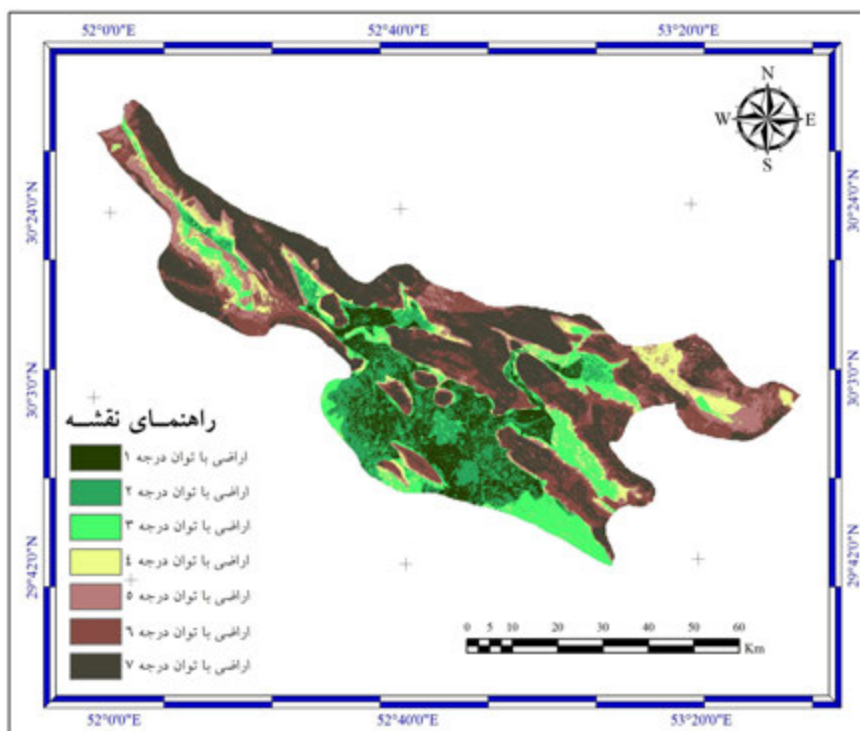 52°0'0"E 52°40'0"E 53°20'0"E
N
W E
S
30°24'0"N 30°24'0"N
30°3'0"N 30°3'0"N
29°42'0"N 29°42'0"N
راهنمـــای نقشـــه
اراضی با توان درجه ۱
اراضی با توان درجه ۲
اراضی با توان درجه ۳
اراضی با توان درجه ٤
اراضی با توان درجه ٥
اراضی با توان درجه ٦
اراضی با توان درجه ۷
0 5 10 20 30 40 50 60
Km
52°0'0"E 52°40'0"E 53°20'0"E